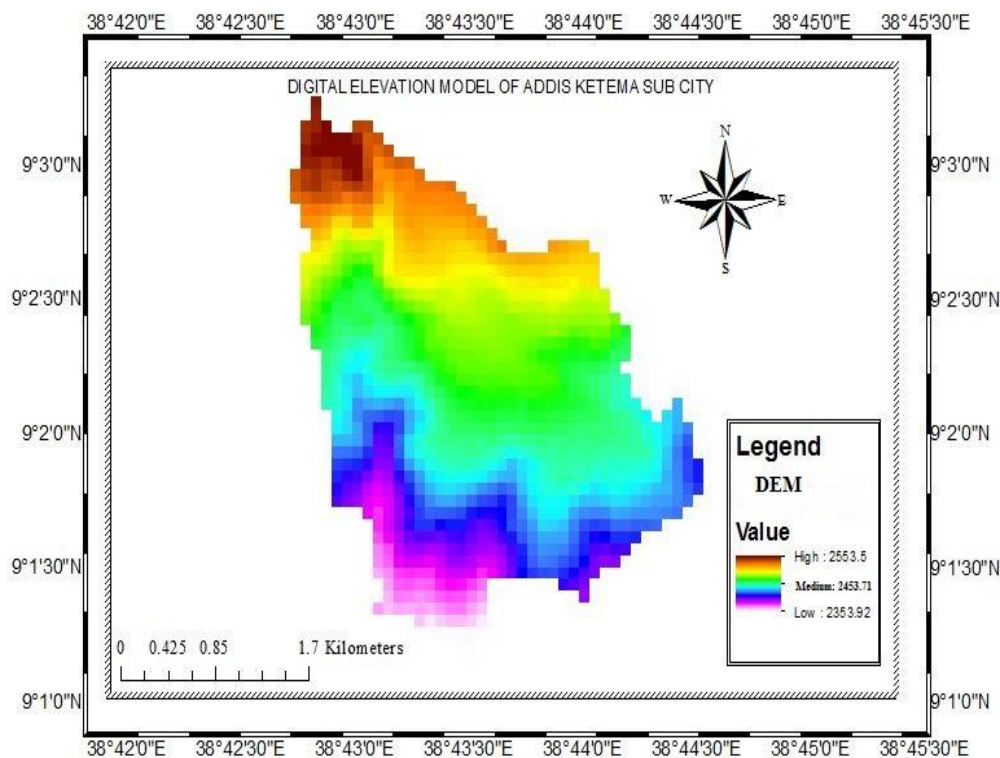 38°42'0"E 38°42'30"E 38°43'0"E 38°43'30"E 38°44'0"E 38°44'30"E 38°45'0"E 38°45'30"E
DIGITAL ELEVATION MODEL OF ADDIS KETEMA SUB CITY
N
W E
S
9°3'0"N 9°3'0"N
9°2'30"N 9°2'30"N
9°2'0"N 9°2'0"N
9°1'30"N 9°1'30"N
9°1'0"N 9°1'0"N
Legend
DEM
Value
High : 2553.5
Medium: 2453.71
Low : 2353.92
0 0.425 0.85 1.7 Kilometers
38°42'0"E 38°42'30"E 38°43'0"E 38°43'30"E 38°44'0"E 38°44'30"E 38°45'0"E 38°45'30"E